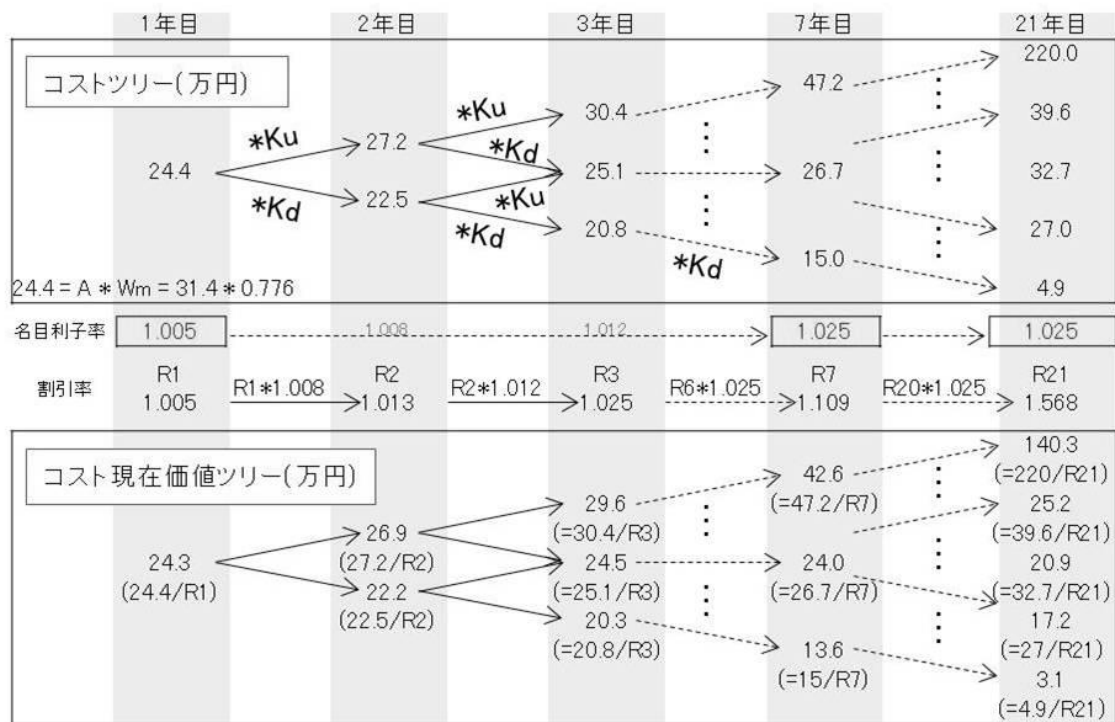 1年目 2年目 3年目 7年目 21年目
コストツリー(万円)
220.0
47.2
*Ku 30.4 39.6
*Ku 27.2 *Kd
24.4 25.1 26.7 32.7
*Kd 22.5 *Ku
*Kd 20.8 27.0
*Kd 15.0
24.4 = A * Wm = 31.4 * 0.776 4.9
名目利子率 1.005 1.008 1.012 1.025 1.025
R1 R2 R3 R7 R21
割引率 R1*1.008 R2*1.012 R6*1.025 R20*1.025
1.005 1.013 1.025 1.109 1.568
コスト現在価値ツリー(万円)
140.3
42.6 (=220/R21)
29.6 (=47.2/R7) 25.2
26.9 (=30.4/R3) (=39.6/R21)
24.3 (27.2/R2) 24.5 24.0 20.9
(24.4/R1) 22.2 (=25.1/R3) (=26.7/R7) (=32.7/R21)
(22.5/R2) 20.3 17.2
(=20.8/R3) 13.6 (=27/R21)
(=15/R7) 3.1
(=4.9/R21)